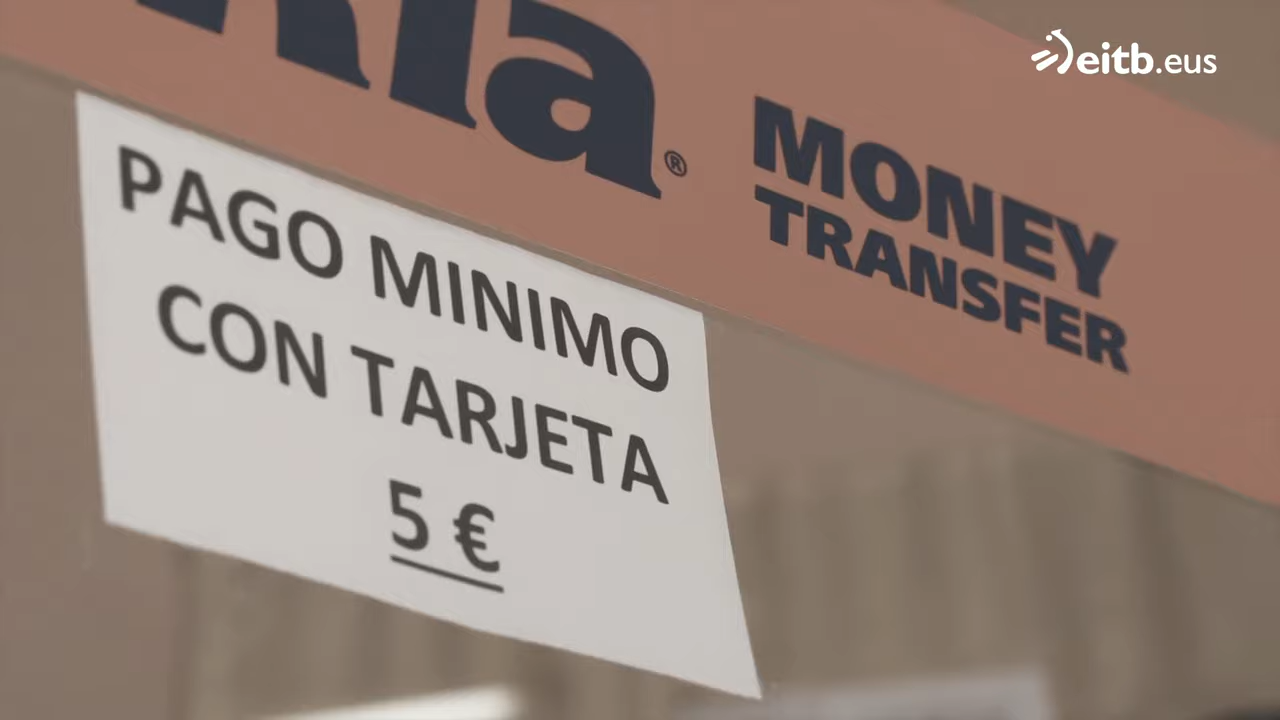 eitb.eus
Ria®
MONEY
TRANSFER
PAGO MINIMO
CON TARJETA
5 €